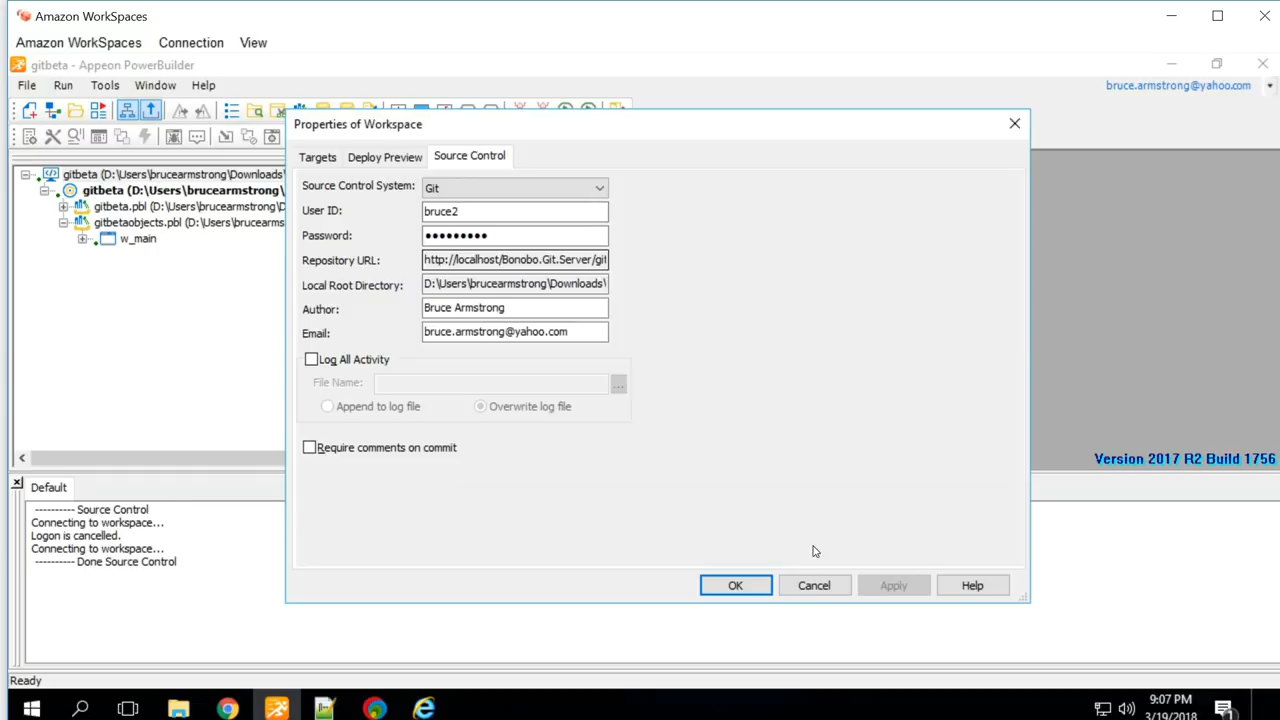 Amazon WorkSpaces
Amazon WorkSpaces Connection View
gitbeta - Appeon PowerBuilder
File Run Tools Window Help
bruce.armstrong@yahoo.com
Properties of Workspace
Targets Deploy Preview Source Control
gitbeta (D:\Users\brucearmstrong\Downloads\
gitbeta (D:\Users\brucearmstrong\
gitbeta.pbl (D:\Users\brucearmstrong\D
gitbetaobjects.pbl (D:\Users\brucearms
w_main
Source Control System: Git
User ID: bruce2
Password: •••••••••
Repository URL: http://localhost/Bonobo.Git.Server/git
Local Root Directory: D:\Users\brucearmstrong\Downloads\
Author: Bruce Armstrong
Email: bruce.armstrong@yahoo.com
Log All Activity
File Name: ...
Append to log file Overwrite log file
Require comments on commit
Version 2017 R2 Build 1756
OK Cancel Apply Help
Default
---------- Source Control
Connecting to workspace...
Logon is cancelled.
Connecting to workspace...
---------- Done Source Control
Ready
9:07 PM
3/19/2018